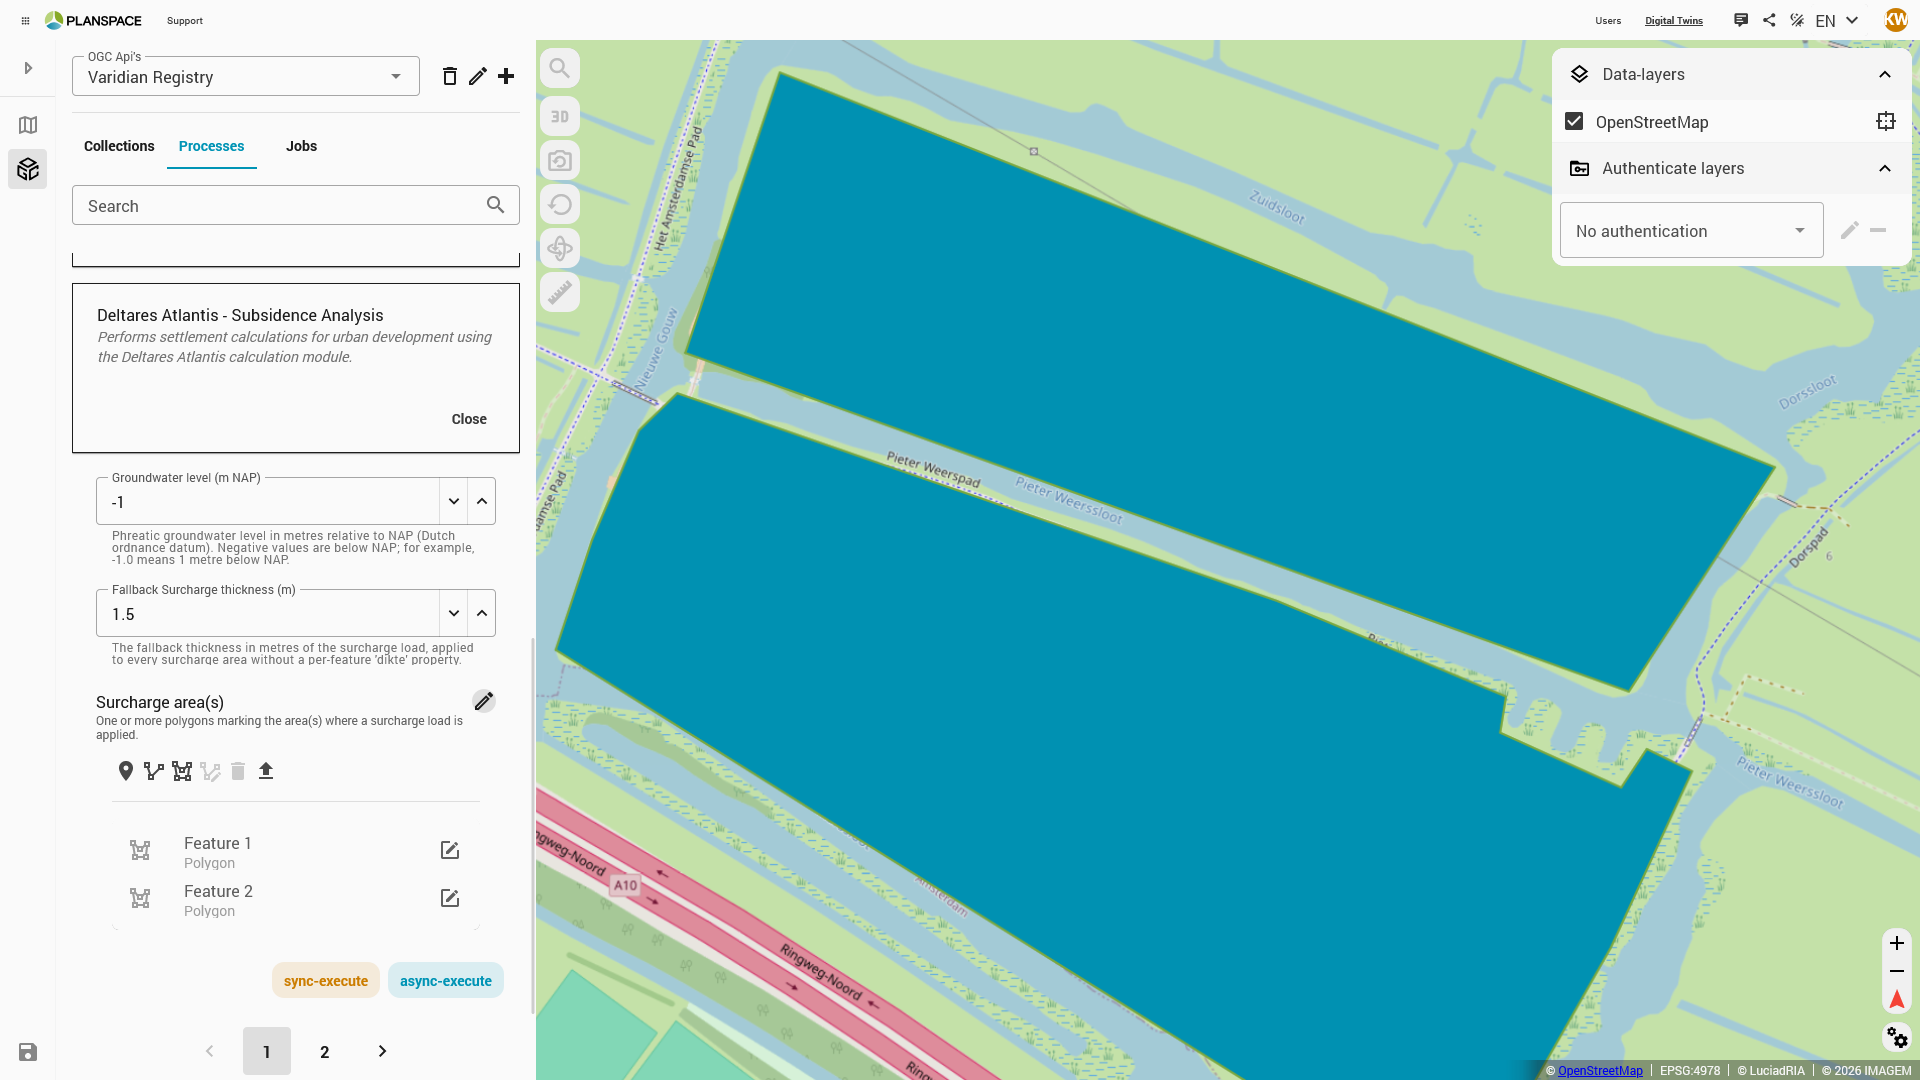 PLANSPACE
Support
Users
Digital Twins
EN
KW
OGC Api's
Varidian Registry
Collections
Processes
Jobs
Search
Deltares Atlantis - Subsidence Analysis
Performs settlement calculations for urban development using
the Deltares Atlantis calculation module.
Close
Groundwater level (m NAP)
-1
Phreatic groundwater level in metres relative to NAP (Dutch
ordnance datum). Negative values are below NAP; for example,
-1.0 means 1 metre below NAP.
Fallback Surcharge thickness (m)
1.5
The fallback thickness in metres of the surcharge load, applied
to every surcharge area without a per-feature 'dikte' property.
Surcharge area(s)
One or more polygons marking the area(s) where a surcharge load is
applied.
Feature 1
Polygon
Feature 2
Polygon
sync-execute
async-execute
1
2
3D
Het Amsterdamse Pad
Nieuwe Gouw
damse Pad
Zuidsloot
Dorssloot
Pieter Weerspad
Pieter Weerssloot
Dorspad
6
Pieter Weerssloot
Amsterdam
ngweg-Noord
A10
Ringweg-Noord
Ring
Data-layers
OpenStreetMap
Authenticate layers
No authentication
© OpenStreetMap | EPSG:4978 | © LuciadRIA | © 2026 IMAGEM